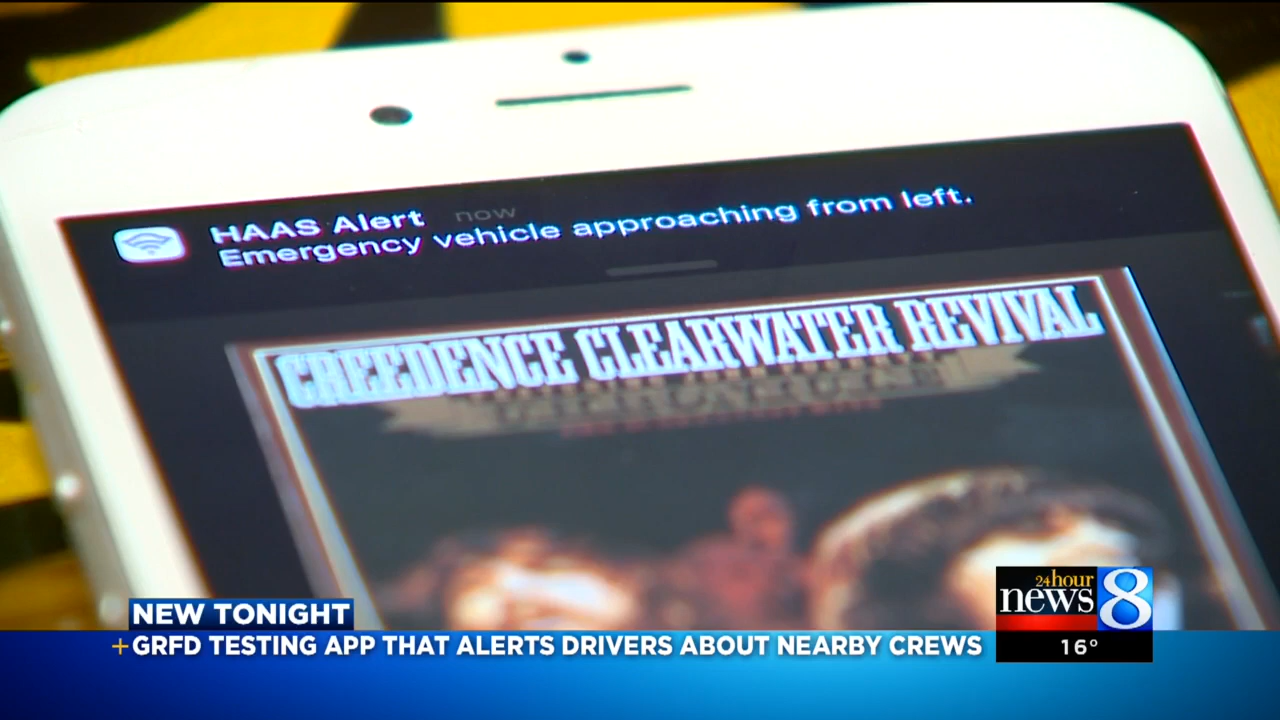 HAAS Alert now
Emergency vehicle approaching from left.
CREEDENCE CLEARWATER REVIVAL
NEW TONIGHT
+GRFD TESTING APP THAT ALERTS DRIVERS ABOUT NEARBY CREWS
24hour
news 8
16°